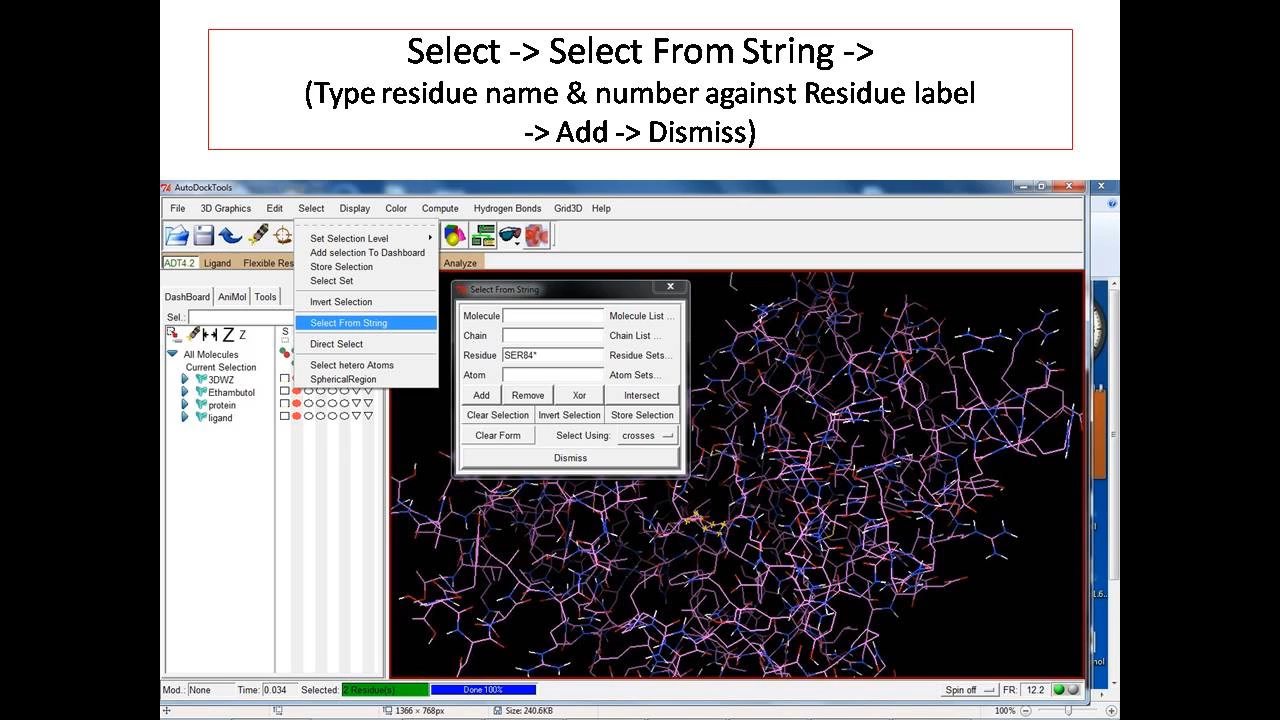 Select -> Select From String ->
(Type residue name & number against Residue label
-> Add -> Dismiss)
AutoDockTools
File 3D Graphics Edit Select Display Color Compute Hydrogen Bonds Grid3D Help
Set Selection Level
Add selection To Dashboard
Store Selection
Select Set
Invert Selection
Select From String
Direct Select
Select hetero Atoms
SphericalRegion
ADT4.2 Ligand Flexible Res Analyze
DashBoard AniMol Tools
Sel.:
Z Z S
All Molecules
Current Selection
3DWZ
Ethambutol
protein
ligand
Select From String
Molecule Molecule List ...
Chain Chain List ...
Residue SER84* Residue Sets...
Atom Atom Sets...
Add Remove Xor Intersect
Clear Selection Invert Selection Store Selection
Clear Form Select Using: crosses
Dismiss
Mod.: None Time: 0.034 Selected: 2 Residue(s) Done 100% Spin off FR: 12.2
1366 × 768px Size: 240.6KB 100%